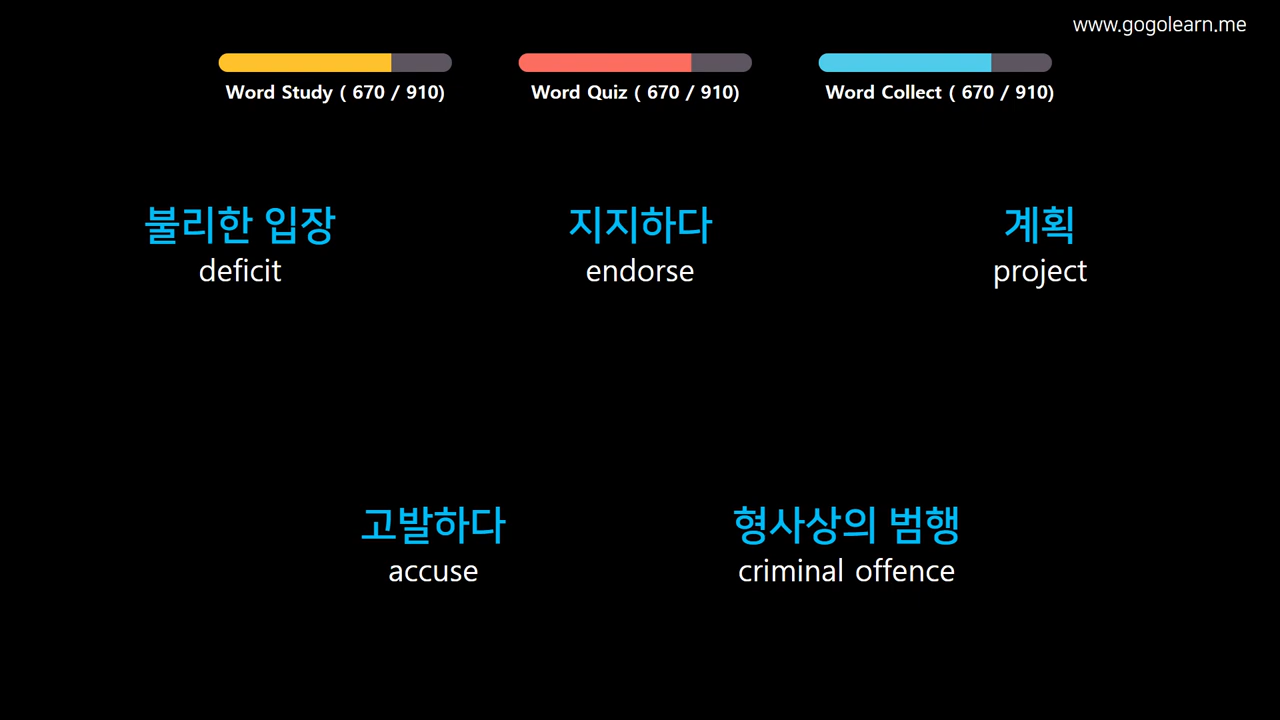 www.gogolearn.me
Word Study ( 670 / 910)
Word Quiz ( 670 / 910)
Word Collect ( 670 / 910)
불리한 입장
deficit
지지하다
endorse
계획
project
고발하다
accuse
형사상의 범행
criminal offence